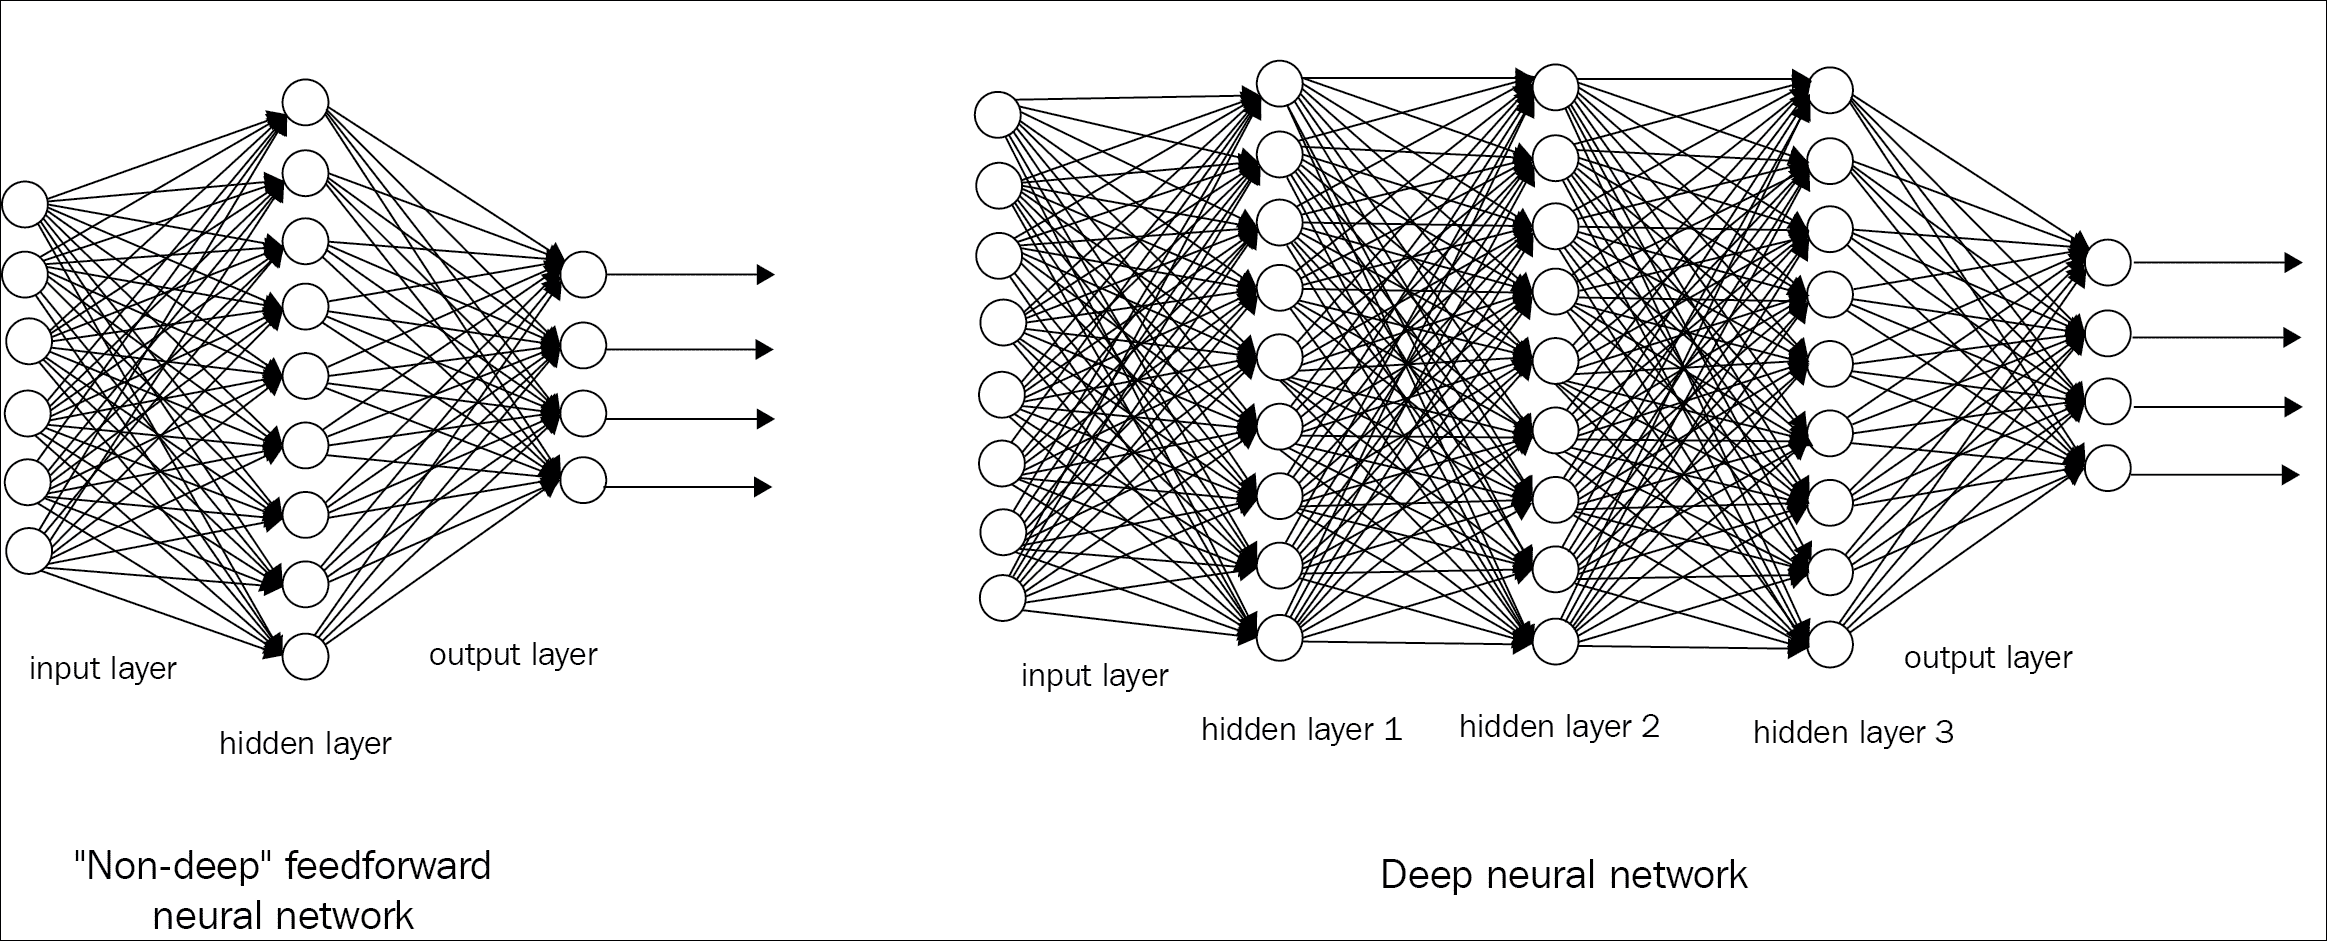 input layer
output layer
hidden layer
"Non-deep" feedforward
neural network
input layer
output layer
hidden layer 1
hidden layer 2
hidden layer 3
Deep neural network